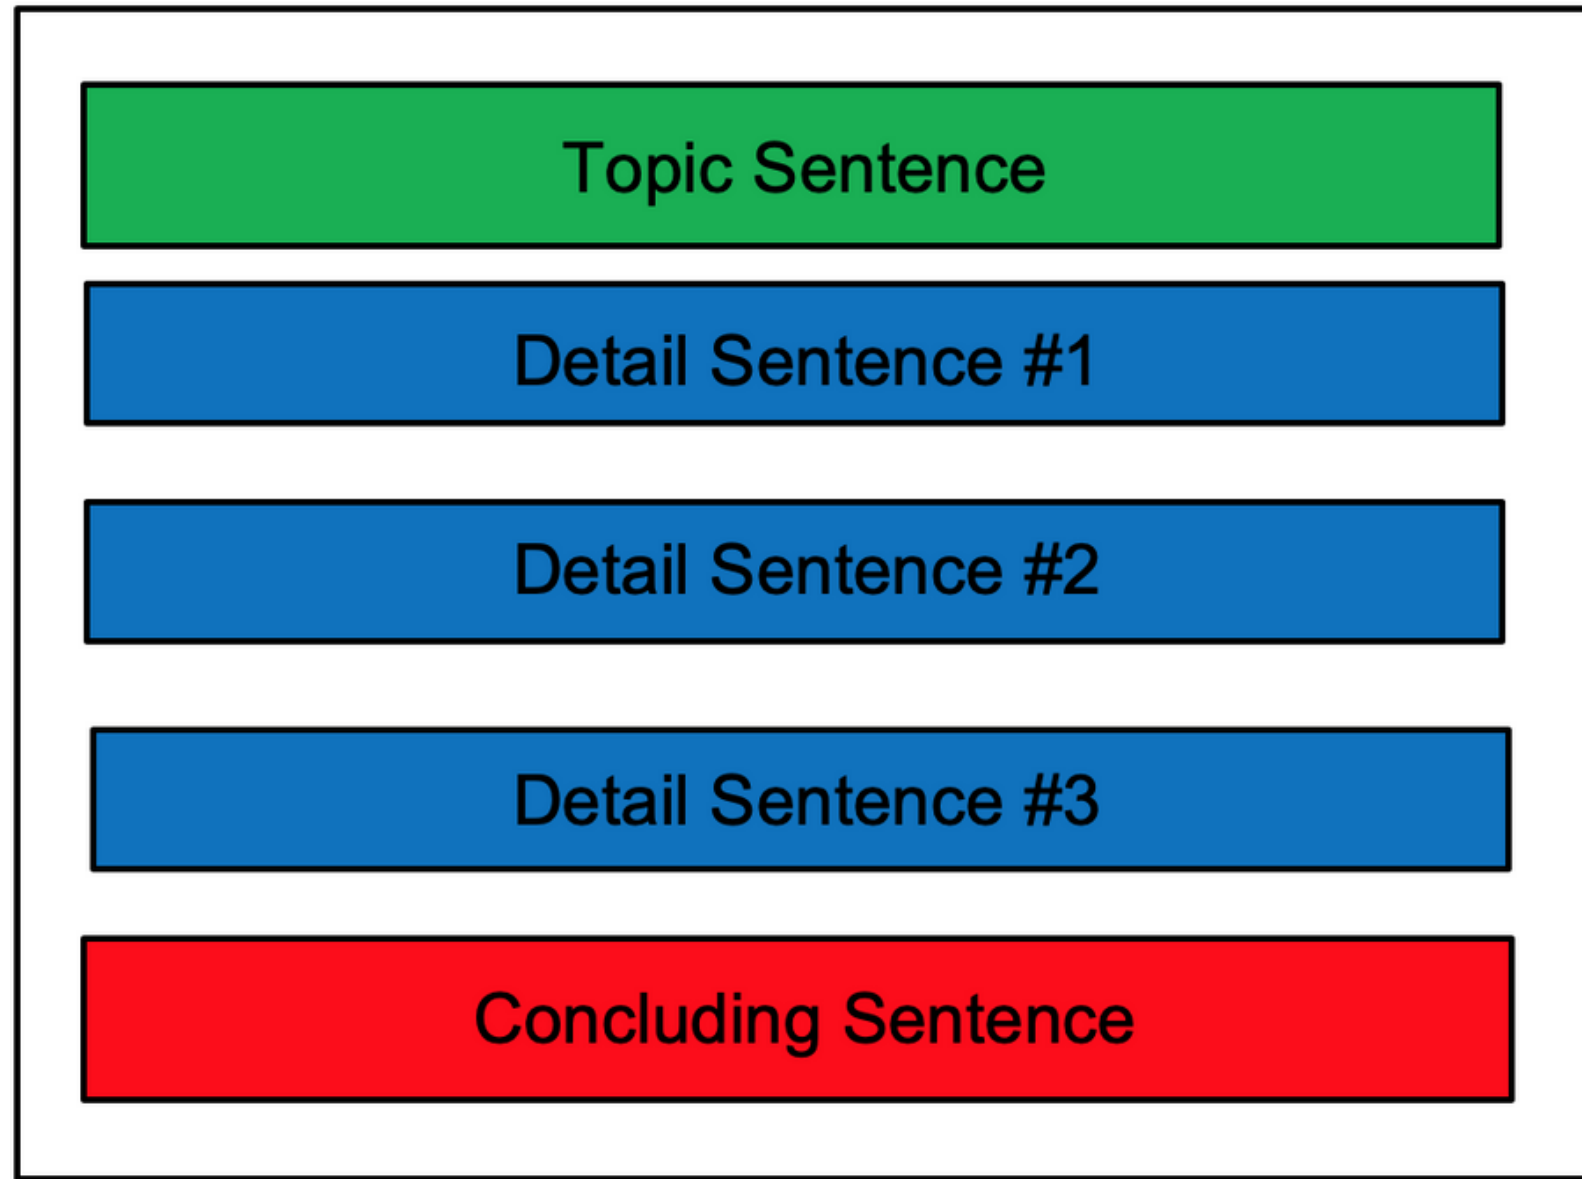 Topic Sentence
Detail Sentence #1
Detail Sentence #2
Detail Sentence #3
Concluding Sentence